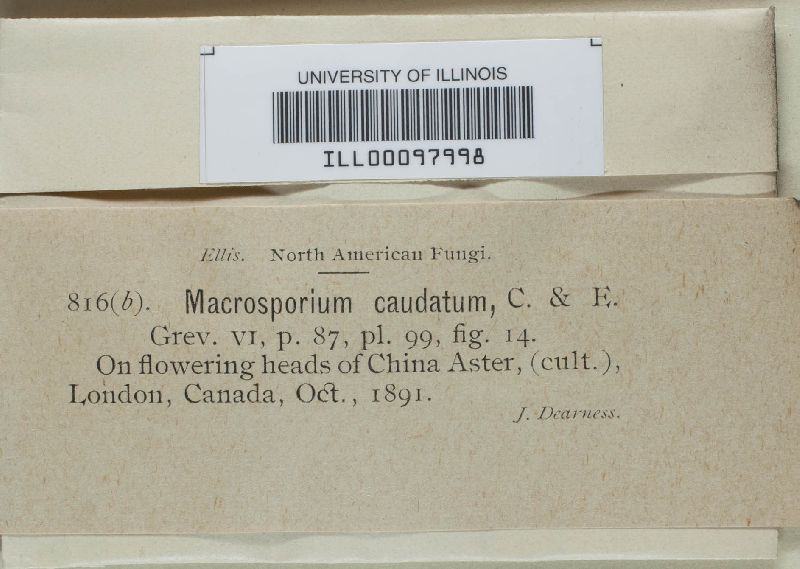 UNIVERSITY OF ILLINOIS
ILL00097998
Ellis. North American Fungi.
816(b). Macrosporium caudatum, C. & E.
Grev. VI, p. 87, pl. 99, fig. 14.
On flowering heads of China Aster, (cult.),
London, Canada, Oct., 1891.
J. Dearness.